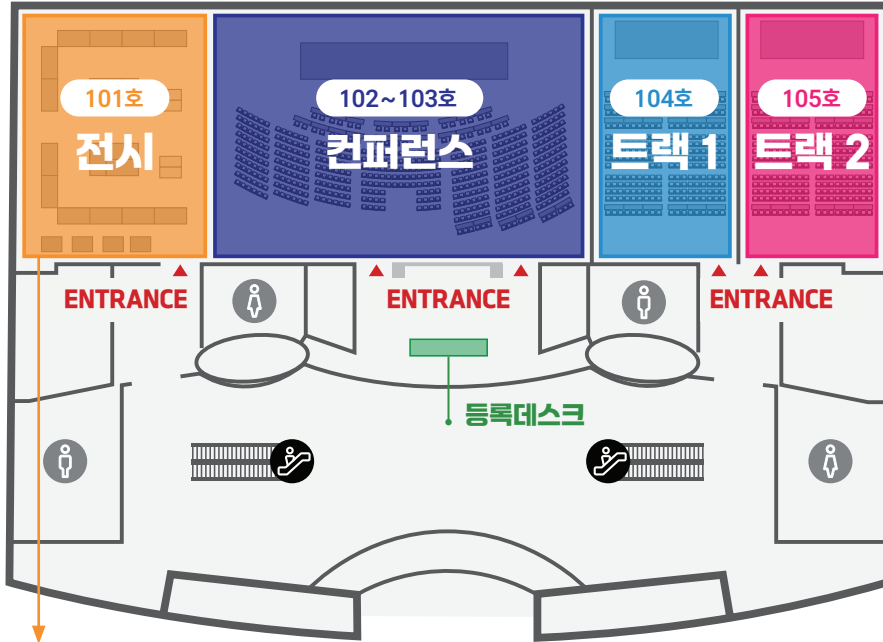 101호
전시
102~103호
컨퍼런스
104호
트랙 1
105호
트랙 2
ENTRANCE
ENTRANCE
ENTRANCE
등록데스크